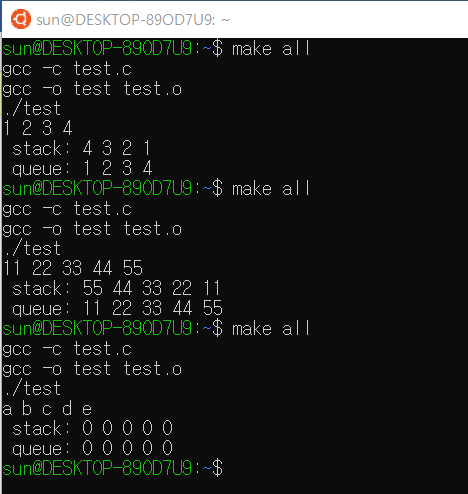 sun@DESKTOP-89OD7U9: ~
sun@DESKTOP-89OD7U9:~$ make all
gcc -c test.c
gcc -o test test.o
./test
1 2 3 4
 stack: 4 3 2 1
 queue: 1 2 3 4
sun@DESKTOP-89OD7U9:~$ make all
gcc -c test.c
gcc -o test test.o
./test
11 22 33 44 55
 stack: 55 44 33 22 11
 queue: 11 22 33 44 55
sun@DESKTOP-89OD7U9:~$ make all
gcc -c test.c
gcc -o test test.o
./test
a b c d e
 stack: 0 0 0 0 0
 queue: 0 0 0 0 0
sun@DESKTOP-89OD7U9:~$